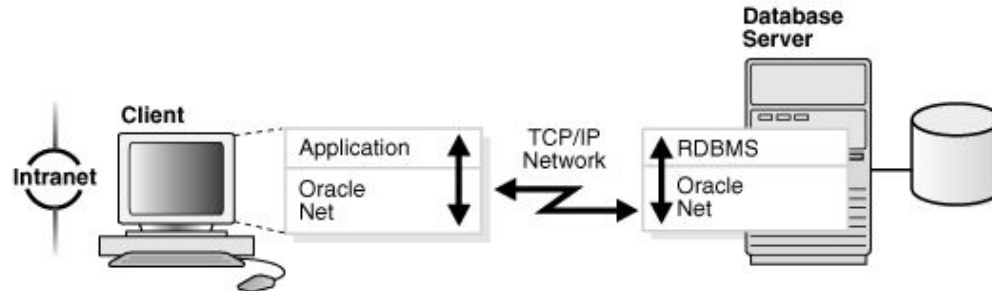 Database
Server
Client
Intranet
Application
Oracle
Net
TCP/IP
Network
RDBMS
Oracle
Net